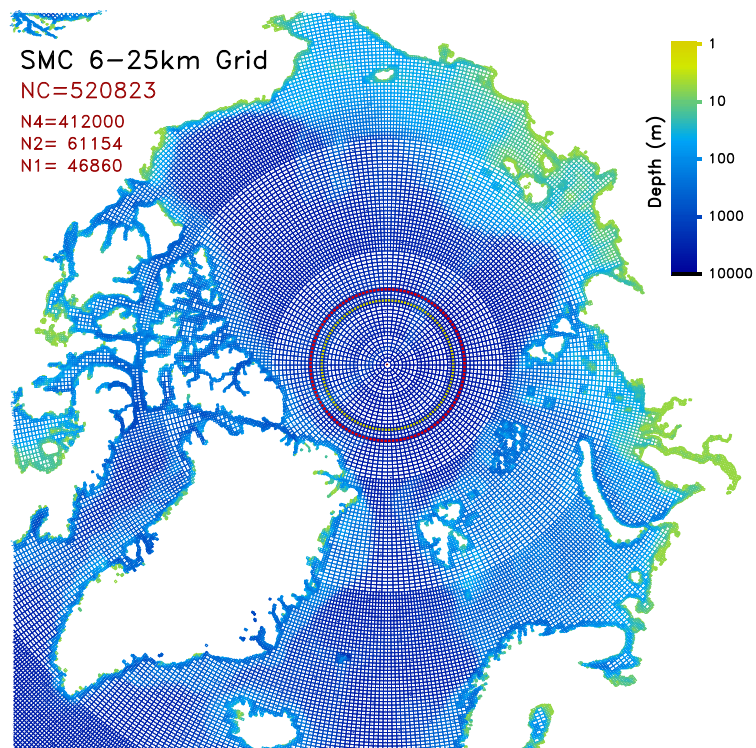 SMC 6-25km Grid
NC=520823
N4=412000
N2= 61154
N1= 46860
Depth (m)
1
10
100
1000
10000